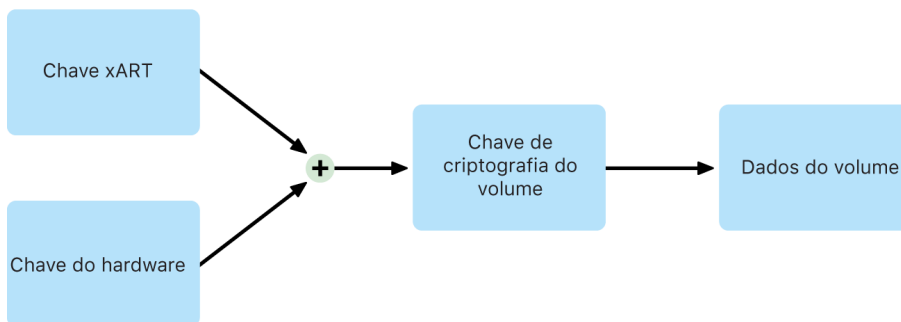 Chave xART
Chave do hardware
+
Chave de
criptografia do
volume
Dados do volume